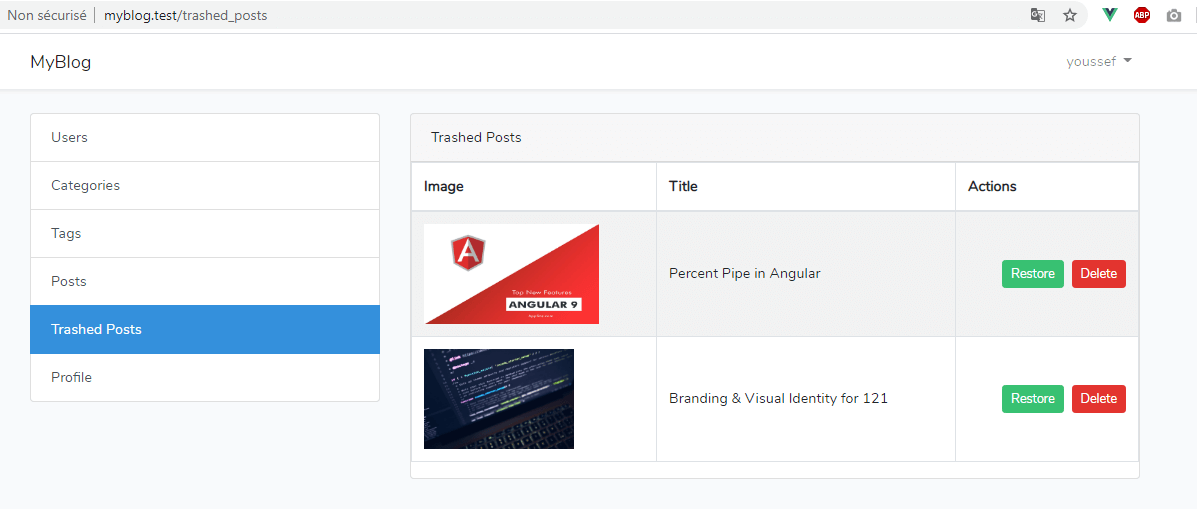 Non sécurisé | myblog.test/trashed_posts
ABP
MyBlog
youssef
Users
Categories
Tags
Posts
Trashed Posts
Profile
Trashed Posts
Image Title Actions
A
Top New Features
ANGULAR 9
Percent Pipe in Angular
Restore Delete
Branding & Visual Identity for 121
Restore Delete